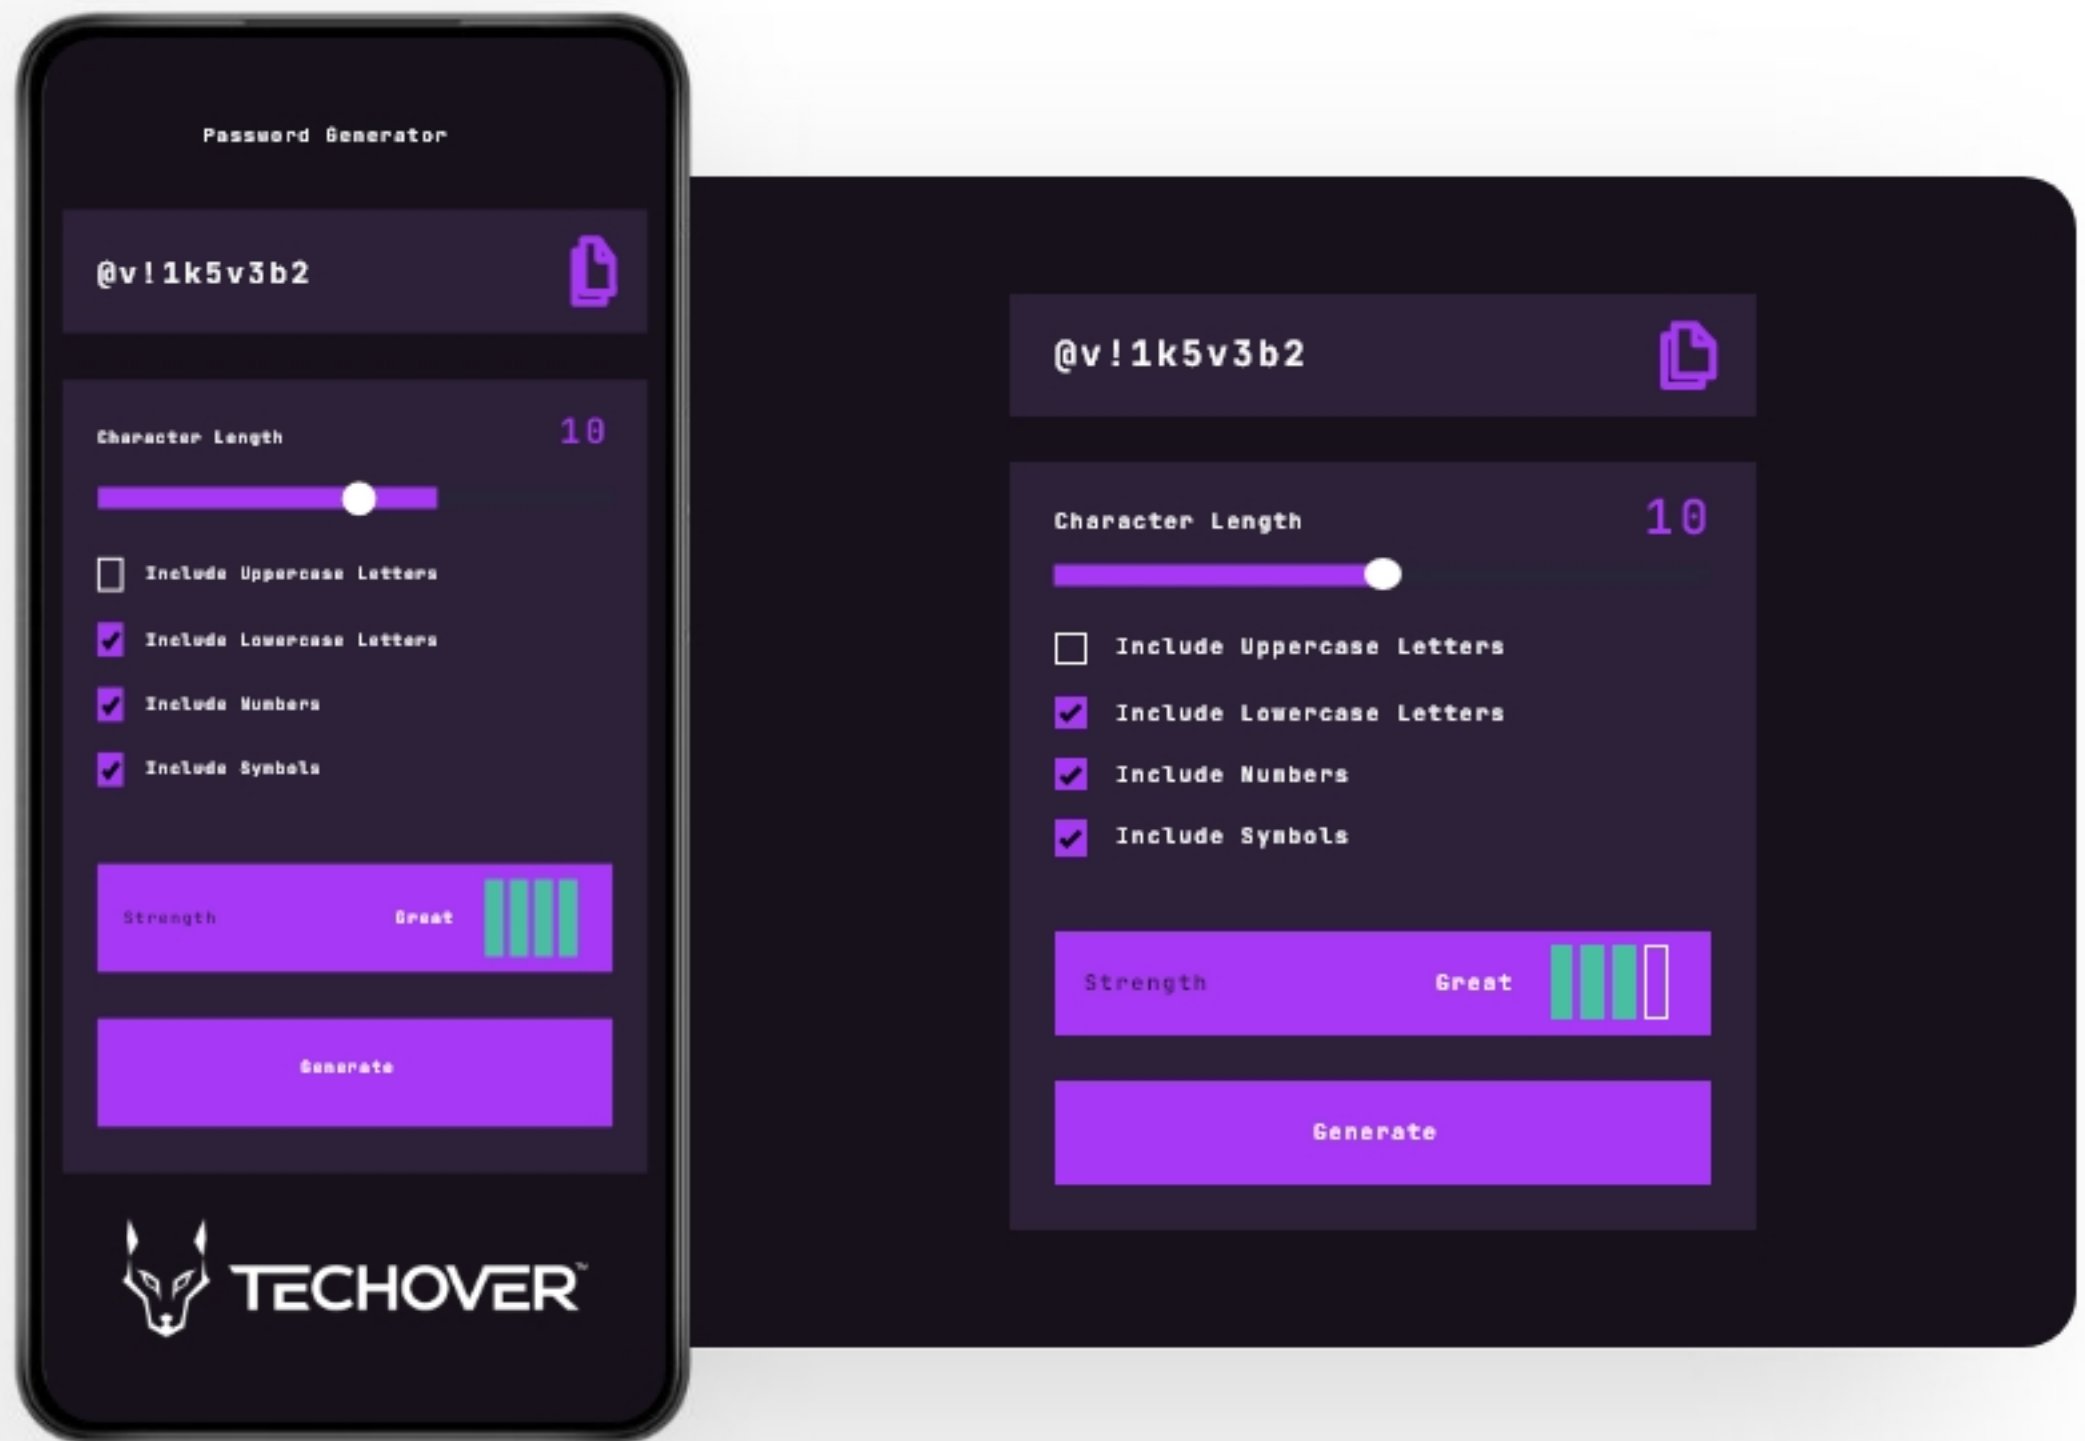 Password Generator
@v!1k5v3b2
Character Length 10
Include Uppercase Letters
Include Lowercase Letters
Include Numbers
Include Symbols
Strength Great
Generate
TECHOVER™
@v!1k5v3b2
Character Length 10
Include Uppercase Letters
Include Lowercase Letters
Include Numbers
Include Symbols
Strength Great
Generate